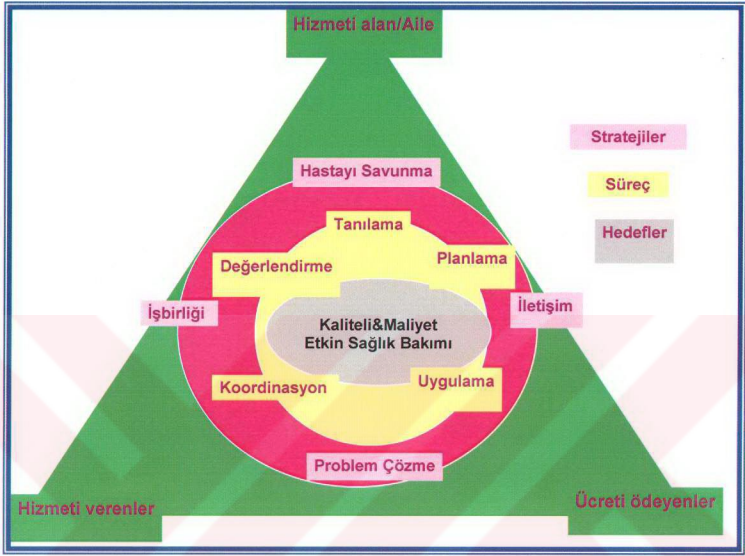 Hizmeti alan/Aile
Stratejiler
Hastayı Savunma
Süreç
Tanılama
Hedefler
Değerlendirme
Planlama
İşbirliği
İletişim
Kaliteli&Maliyet
Etkin Sağlık Bakımı
Koordinasyon
Uygulama
Problem Çözme
Hizmeti verenler
Ücreti ödeyenler